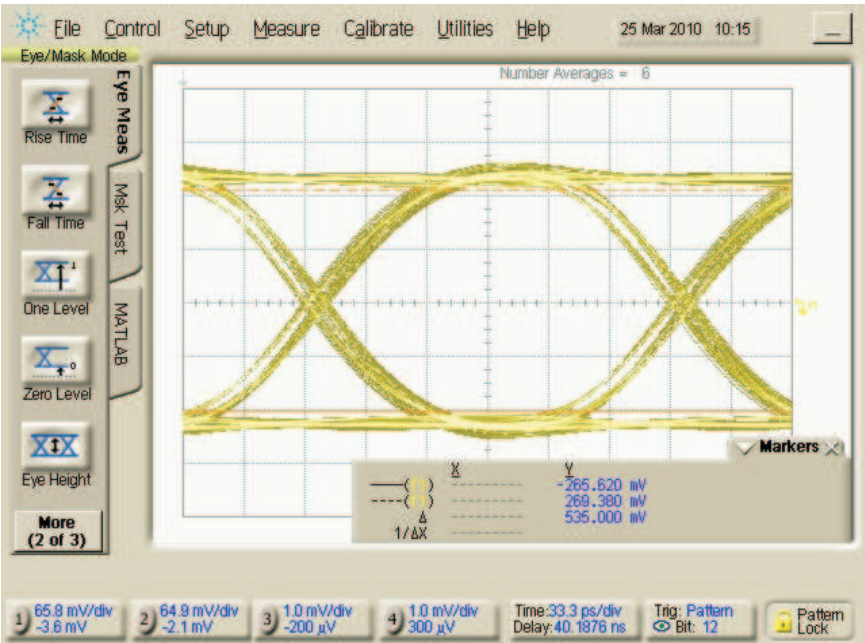 File Control Setup Measure Calibrate Utilities Help 25 Mar 2010 10:15
Eye/Mask Mode
Number Averages = 6
Eye Meas
Msk Test
MATLAB
Rise Time
Fall Time
One Level
Zero Level
Eye Height
More
(2 of 3)
Markers
X Y
-265.620 mV
269.380 mV
Δ 535.000 mV
1/ΔX
1 65.8 mV/div
-3.6 mV
2 64.9 mV/div
-2.1 mV
3 1.0 mV/div
-200 μV
4 1.0 mV/div
300 μV
Time:33.3 ps/div
Delay:40.1876 ns
Trig: Pattern
Bit: 12
Pattern
Lock